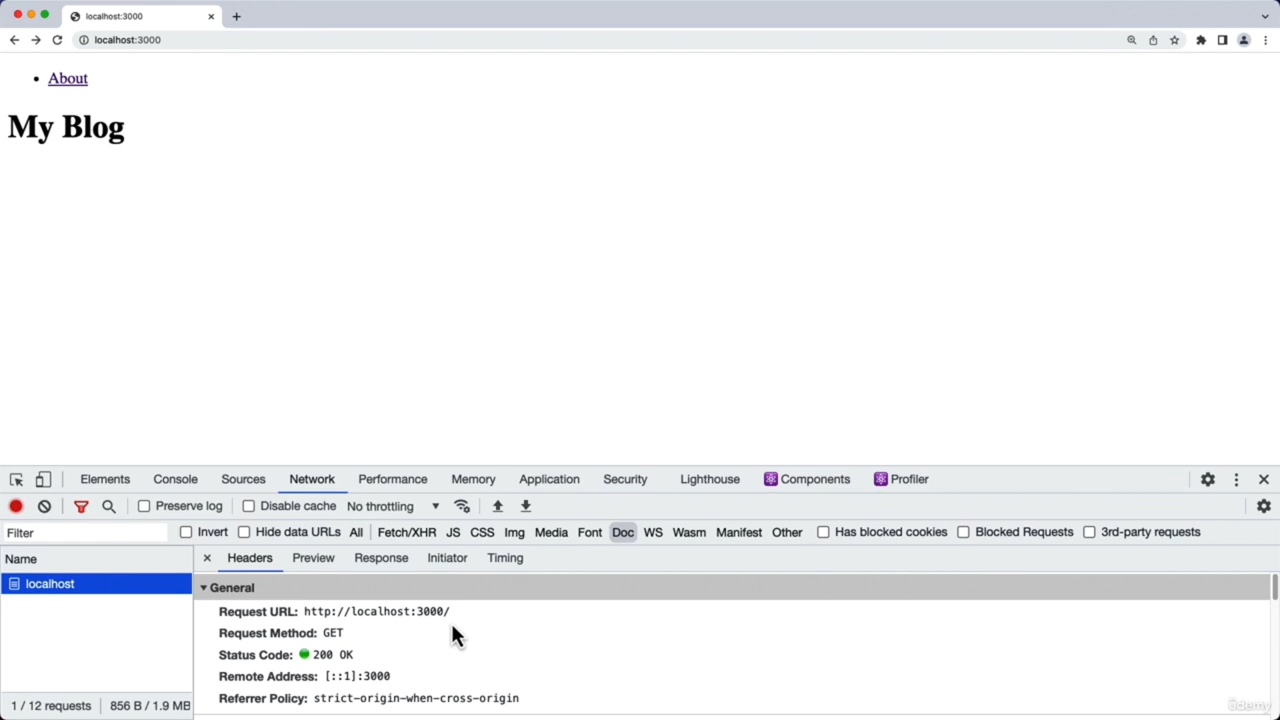 localhost:3000
localhost:3000
About
My Blog
Elements Console Sources Network Performance Memory Application Security Lighthouse Components Profiler
Preserve log Disable cache No throttling
Filter Invert Hide data URLs All Fetch/XHR JS CSS Img Media Font Doc WS Wasm Manifest Other Has blocked cookies Blocked Requests 3rd-party requests
Name Headers Preview Response Initiator Timing
localhost General
Request URL: http://localhost:3000/
Request Method: GET
Status Code: 200 OK
Remote Address: [::1]:3000
Referrer Policy: strict-origin-when-cross-origin
1 / 12 requests 856 B / 1.9 MB
ûdemy